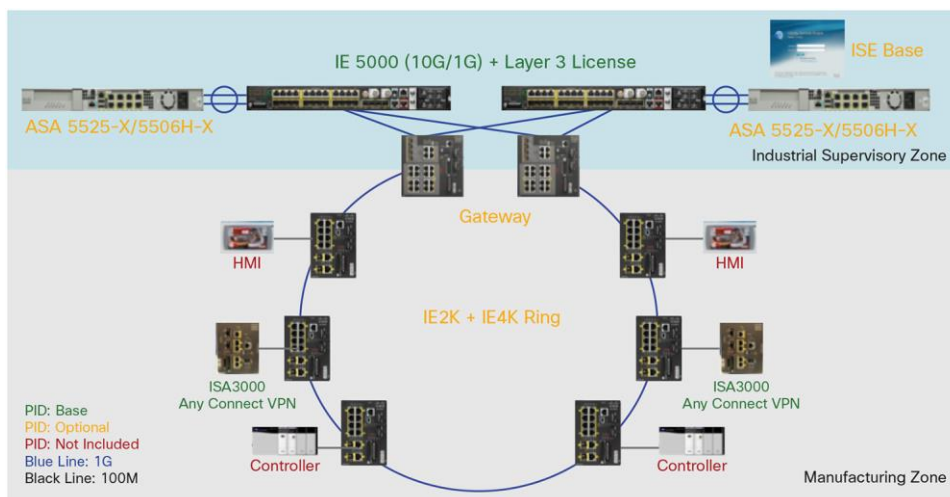 IE 5000 (10G/1G) + Layer 3 License
ISE Base
ASA 5525-X/5506H-X
ASA 5525-X/5506H-X
Industrial Supervisory Zone
Gateway
HMI
HMI
IE2K + IE4K Ring
ISA3000
Any Connect VPN
ISA3000
Any Connect VPN
PID: Base
PID: Optional
PID: Not Included
Blue Line: 1G
Black Line: 100M
Controller
Controller
Manufacturing Zone